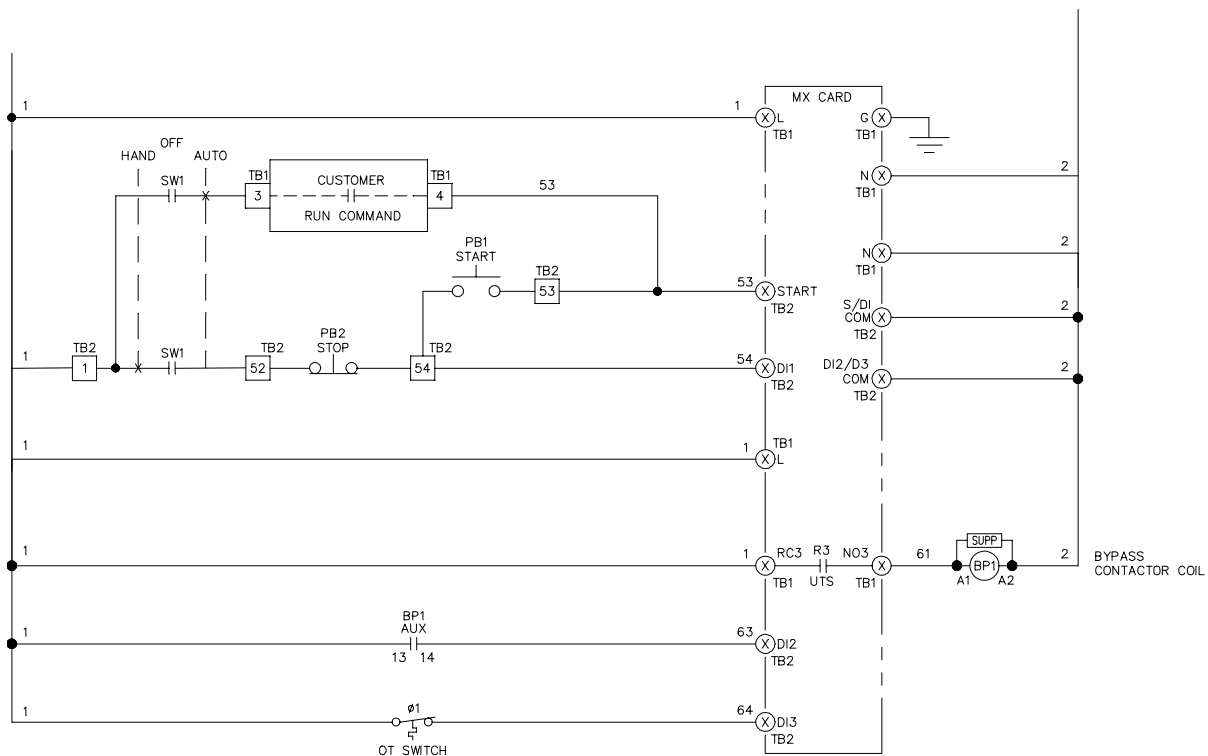 MX CARD
1
1
L
TB1
G
TB1
OFF
HAND
AUTO
SW1
TB1
3
CUSTOMER
RUN COMMAND
TB1
4
53
N
TB1
2
PB1
START
TB2
53
N
TB1
2
53
START
TB2
S/DI
COM
TB2
2
1
TB2
1
SW1
TB2
52
PB2
STOP
TB2
54
54
DI1
TB2
DI2/D3
COM
TB2
2
1
1
TB1
L
1
1
RC3
TB1
R3
UTS
NO3
TB1
61
SUPP
BP1
A1
A2
2
BYPASS
CONTACTOR COIL
1
BP1
AUX
13
14
63
DI2
TB2
1
ø1
OT SWITCH
64
DI3
TB2